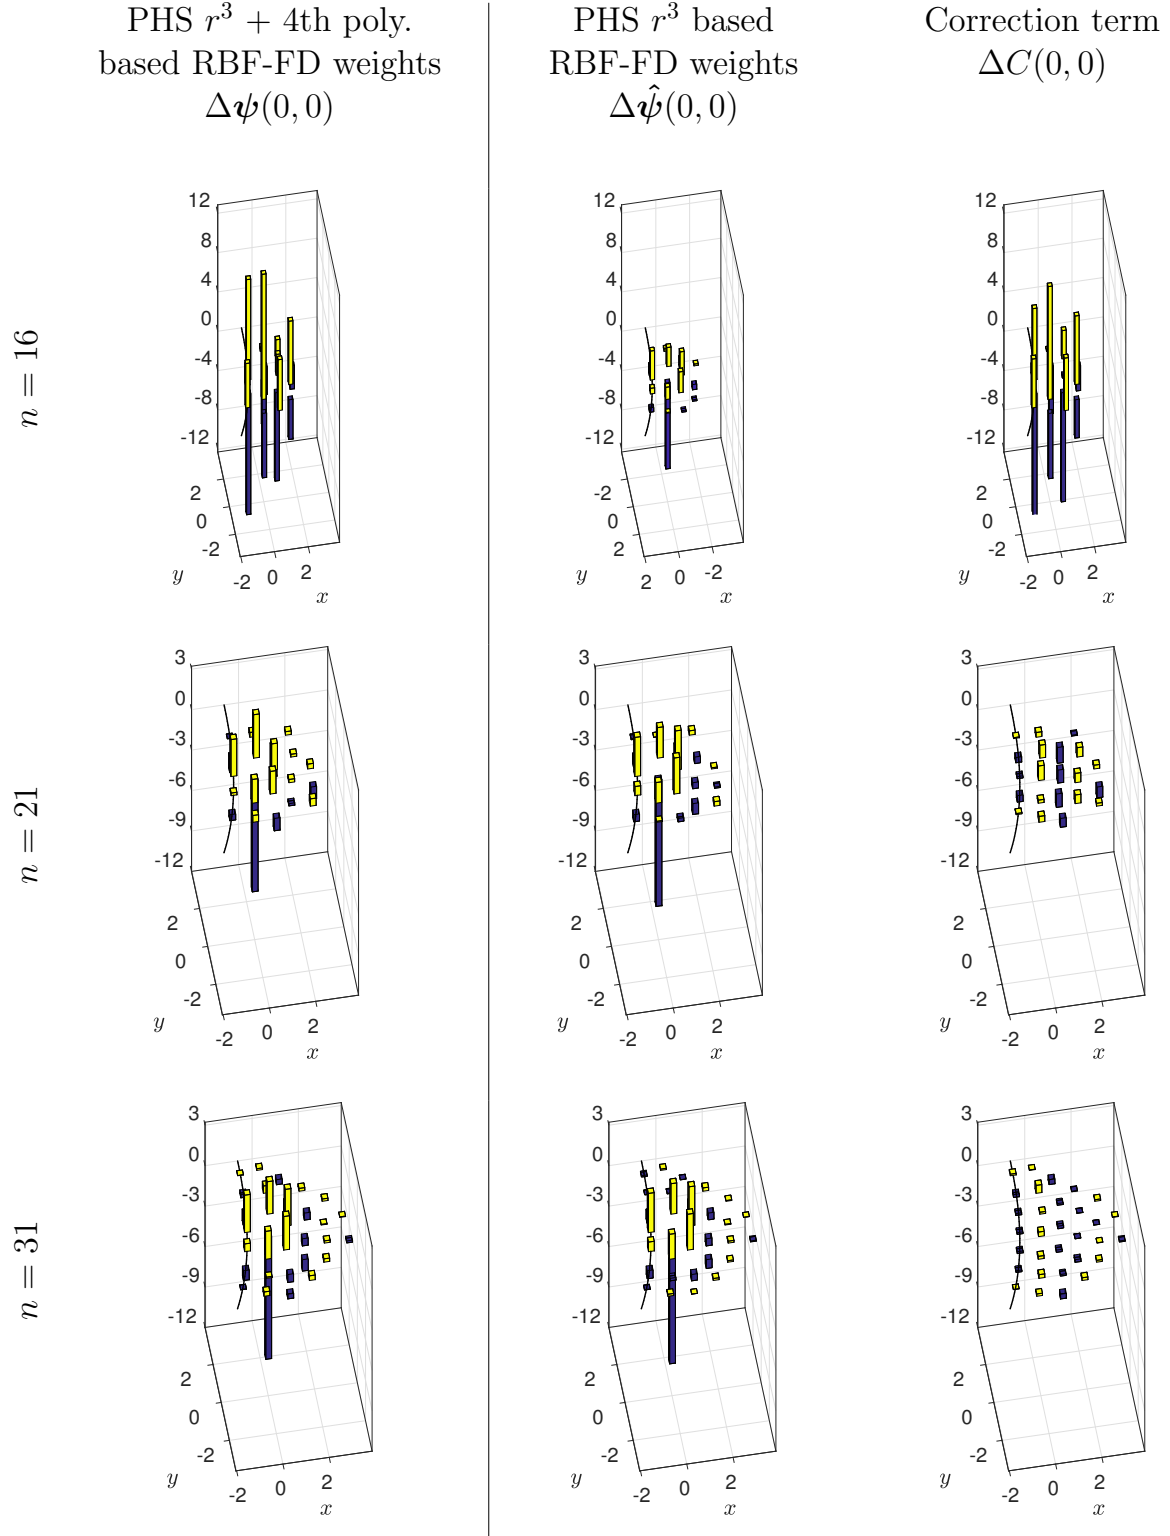 PHS r³ + 4th poly.
based RBF-FD weights
Δψ(0, 0)
PHS r³ based
RBF-FD weights
Δψ̂(0, 0)
Correction term
ΔC(0, 0)
n = 16
12
8
4
0
-4
-8
-12
2
0
-2
y
-2 0 2
x
12
8
4
0
-4
-8
-12
-2
0
2
y
2 0 -2
x
12
8
4
0
-4
-8
-12
2
0
-2
y
-2 0 2
x
n = 21
3
0
-3
-6
-9
-12
2
0
-2
y
-2 0 2
x
3
0
-3
-6
-9
-12
2
0
-2
y
-2 0 2
x
3
0
-3
-6
-9
-12
2
0
-2
y
-2 0 2
x
n = 31
3
0
-3
-6
-9
-12
2
0
-2
y
-2 0 2
x
3
0
-3
-6
-9
-12
2
0
-2
y
-2 0 2
x
3
0
-3
-6
-9
-12
2
0
-2
y
-2 0 2
x